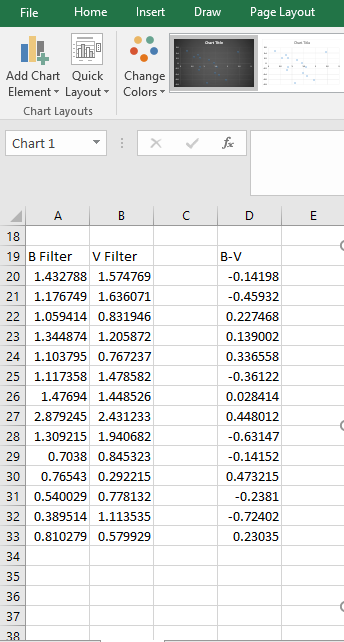 File Home Insert Draw Page Layout
Chart Title
Chart Title
Add Chart Quick Change
Element Layout Colors
Chart Layouts
Chart 1 fx
A B C D E
18
19 B Filter V Filter B-V
20 1.432788 1.574769 -0.14198
21 1.176749 1.636071 -0.45932
22 1.059414 0.831946 0.227468
23 1.344874 1.205872 0.139002
24 1.103795 0.767237 0.336558
25 1.117358 1.478582 -0.36122
26 1.47694 1.448526 0.028414
27 2.879245 2.431233 0.448012
28 1.309215 1.940682 -0.63147
29 0.7038 0.845323 -0.14152
30 0.76543 0.292215 0.473215
31 0.540029 0.778132 -0.2381
32 0.389514 1.113535 -0.72402
33 0.810279 0.579929 0.23035
34
35
36
37
38